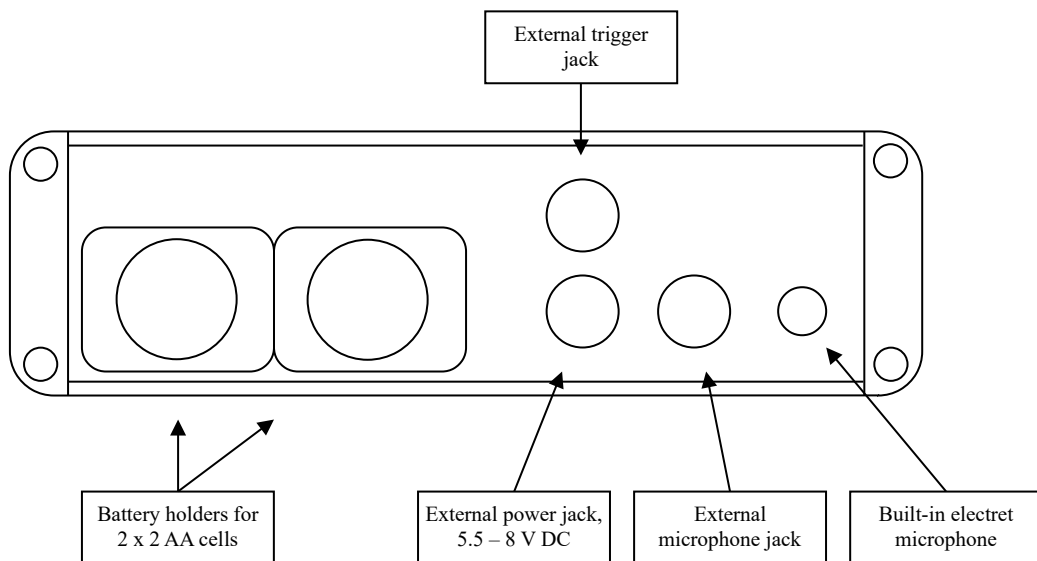 External trigger
jack
Battery holders for
2 x 2 AA cells
External power jack,
5.5 – 8 V DC
External
microphone jack
Built-in electret
microphone